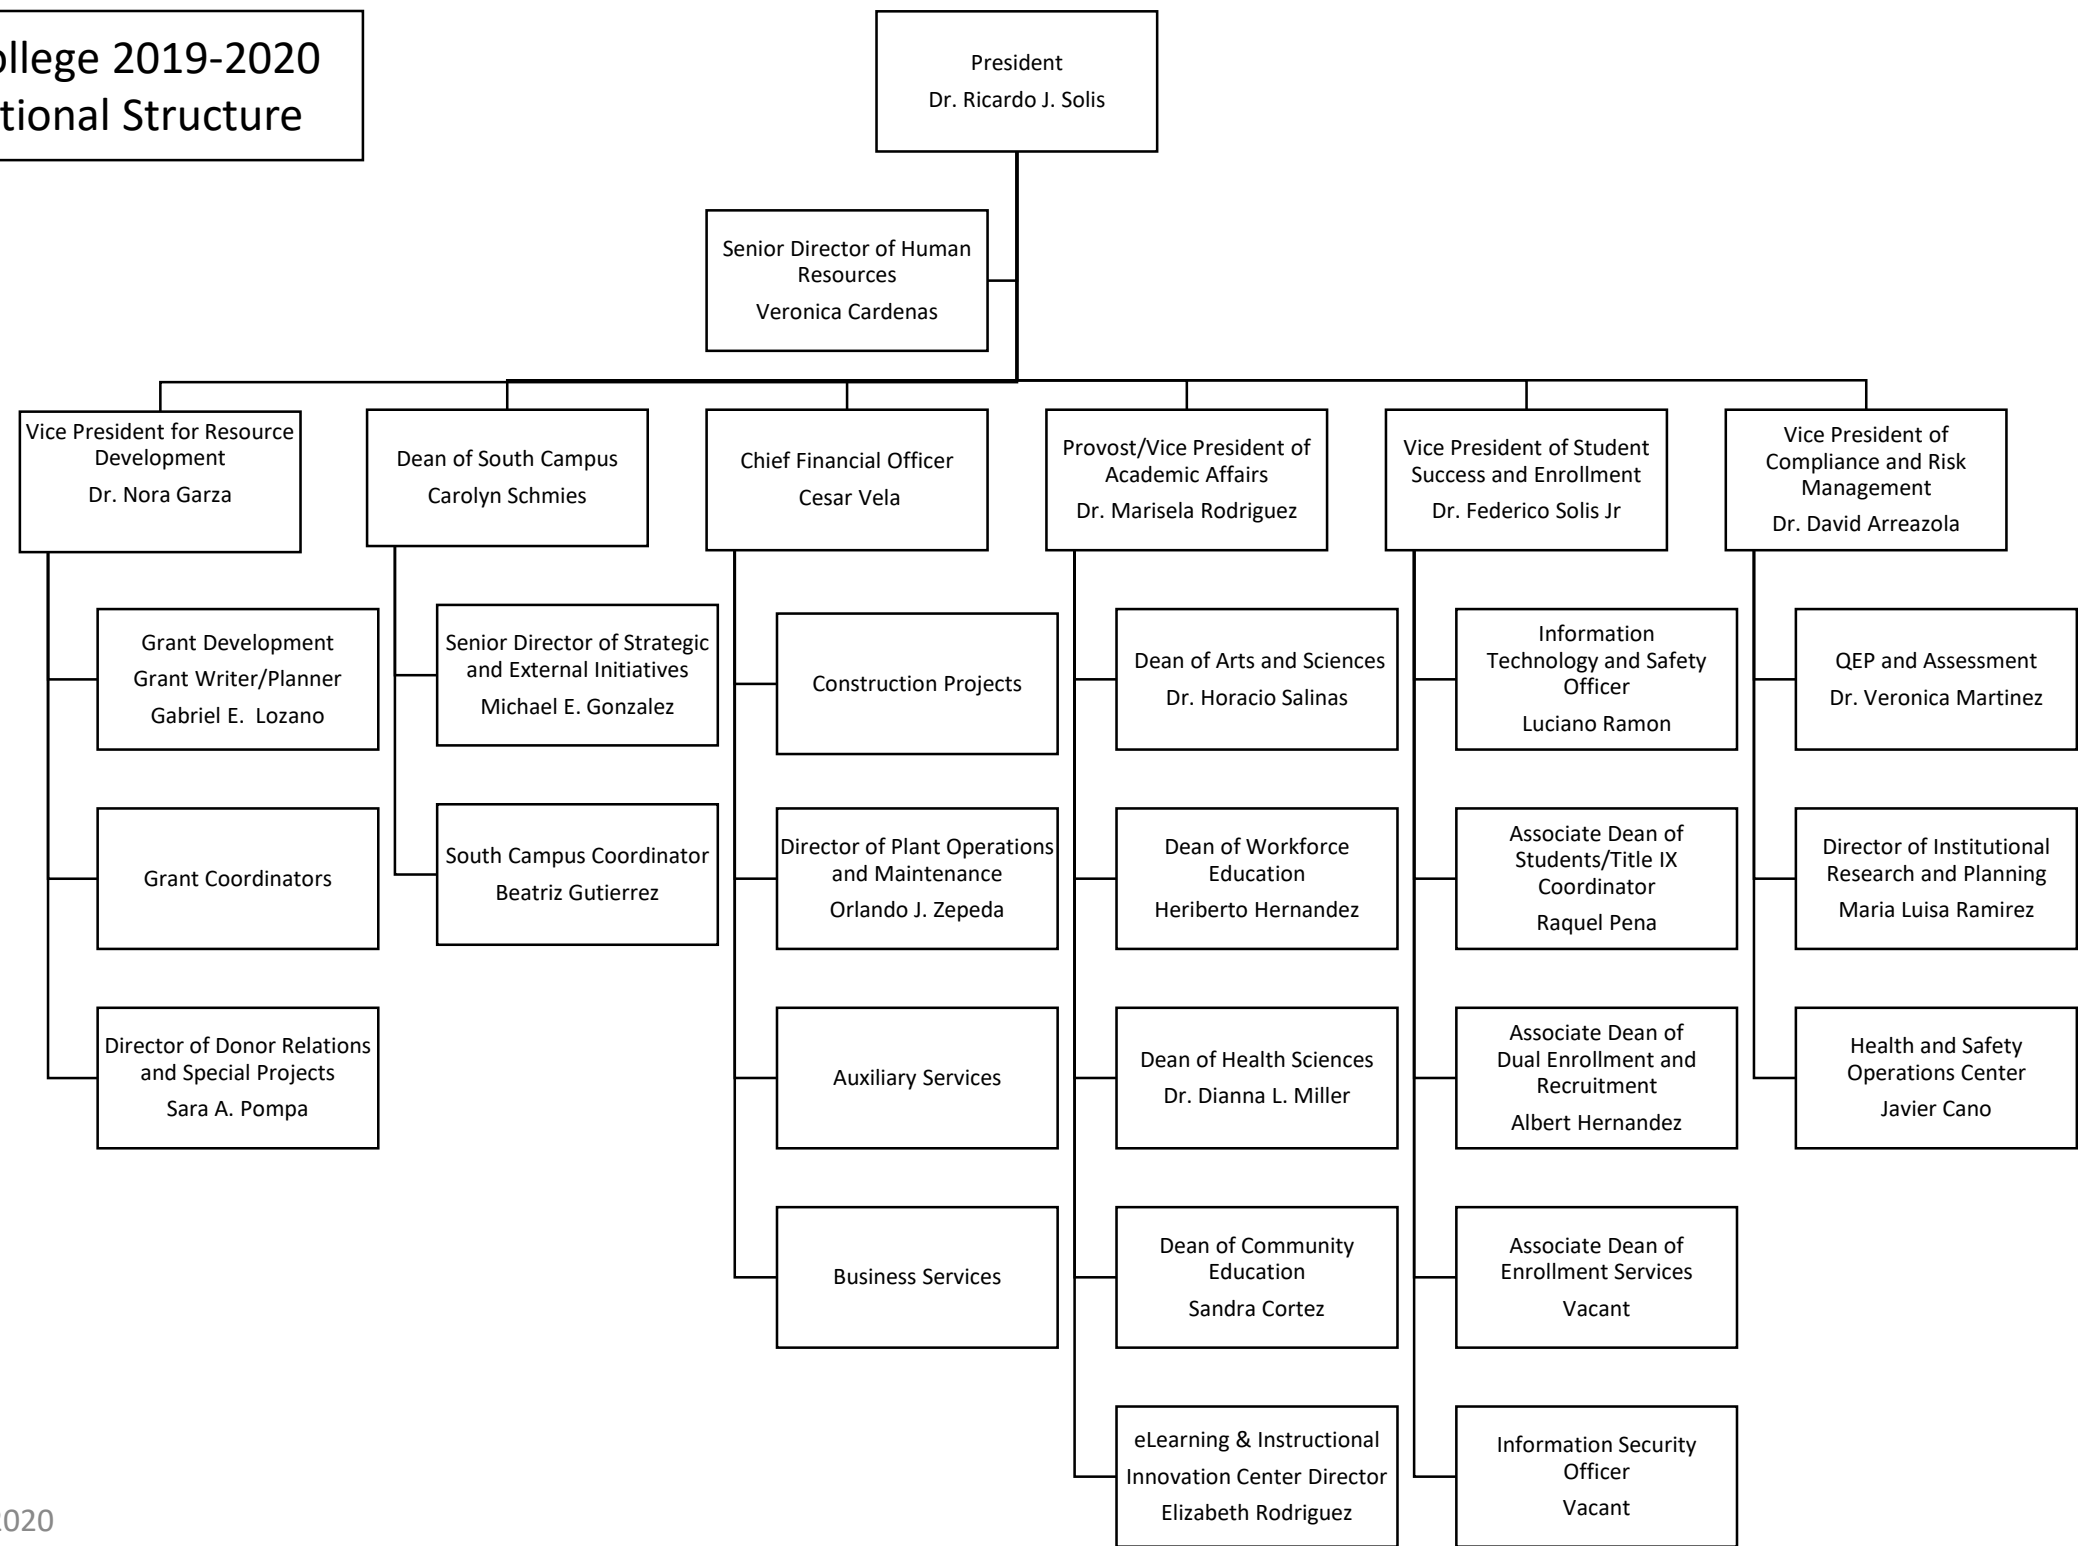 ollege 2019-2020
tional Structure
President
Dr. Ricardo J. Solis
Senior Director of Human
Resources
Veronica Cardenas
Vice President for Resource
Development
Dr. Nora Garza
Dean of South Campus
Carolyn Schmies
Chief Financial Officer
Cesar Vela
Provost/Vice President of
Academic Affairs
Dr. Marisela Rodriguez
Vice President of Student
Success and Enrollment
Dr. Federico Solis Jr
Vice President of
Compliance and Risk
Management
Dr. David Arreazola
Grant Development
Grant Writer/Planner
Gabriel E.  Lozano
Grant Coordinators
Director of Donor Relations
and Special Projects
Sara A. Pompa
Senior Director of Strategic
and External Initiatives
Michael E. Gonzalez
South Campus Coordinator
Beatriz Gutierrez
Construction Projects
Director of Plant Operations
and Maintenance
Orlando J. Zepeda
Auxiliary Services
Business Services
Dean of Arts and Sciences
Dr. Horacio Salinas
Dean of Workforce
Education
Heriberto Hernandez
Dean of Health Sciences
Dr. Dianna L. Miller
Dean of Community
Education
Sandra Cortez
eLearning & Instructional
Innovation Center Director
Elizabeth Rodriguez
Information
Technology and Safety
Officer
Luciano Ramon
Associate Dean of
Students/Title IX
Coordinator
Raquel Pena
Associate Dean of
Dual Enrollment and
Recruitment
Albert Hernandez
Associate Dean of
Enrollment Services
Vacant
Information Security
Officer
Vacant
QEP and Assessment
Dr. Veronica Martinez
Director of Institutional
Research and Planning
Maria Luisa Ramirez
Health and Safety
Operations Center
Javier Cano
2020